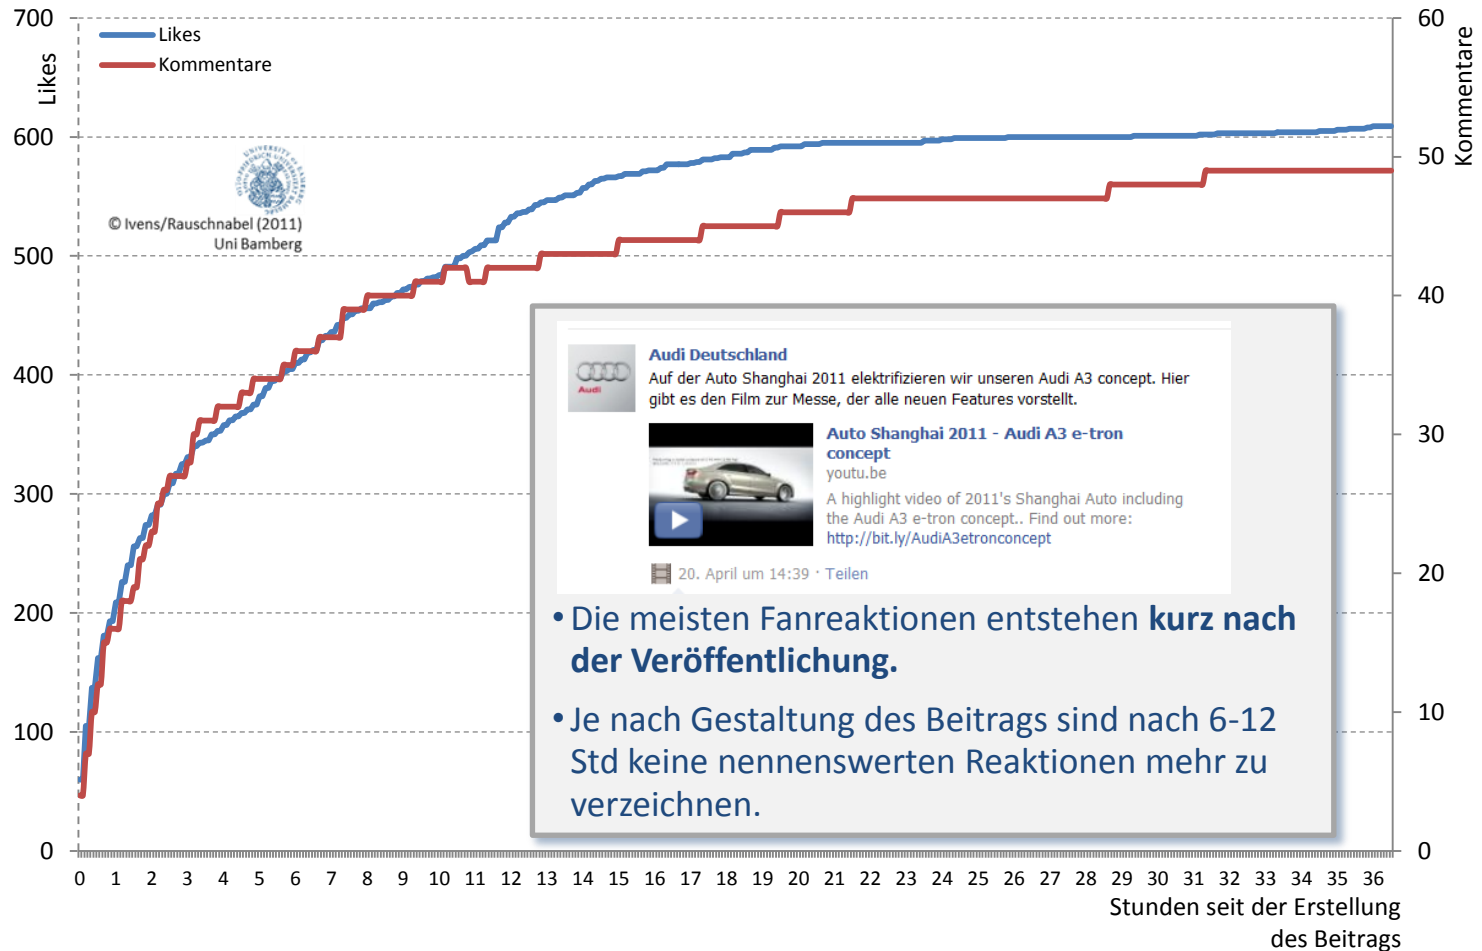 700
600
500
400
300
200
100
0
Likes
Likes
Kommentare
60
50
40
30
20
10
0
Kommentare
© Ivens/Rauschnabel (2011)
Uni Bamberg
Audi
Audi Deutschland
Auf der Auto Shanghai 2011 elektrifizieren wir unseren Audi A3 concept. Hier
gibt es den Film zur Messe, der alle neuen Features vorstellt.
Auto Shanghai 2011 - Audi A3 e-tron
concept
youtu.be
A highlight video of 2011's Shanghai Auto including
the Audi A3 e-tron concept.. Find out more:
http://bit.ly/AudiA3etronconcept
20. April um 14:39 · Teilen
• Die meisten Fanreaktionen entstehen kurz nach
der Veröffentlichung.
• Je nach Gestaltung des Beitrags sind nach 6-12
Std keine nennenswerten Reaktionen mehr zu
verzeichnen.
0 1 2 3 4 5 6 7 8 9 10 11 12 13 14 15 16 17 18 19 20 21 22 23 24 25 26 27 28 29 30 31 32 33 34 35 36
Stunden seit der Erstellung
des Beitrags